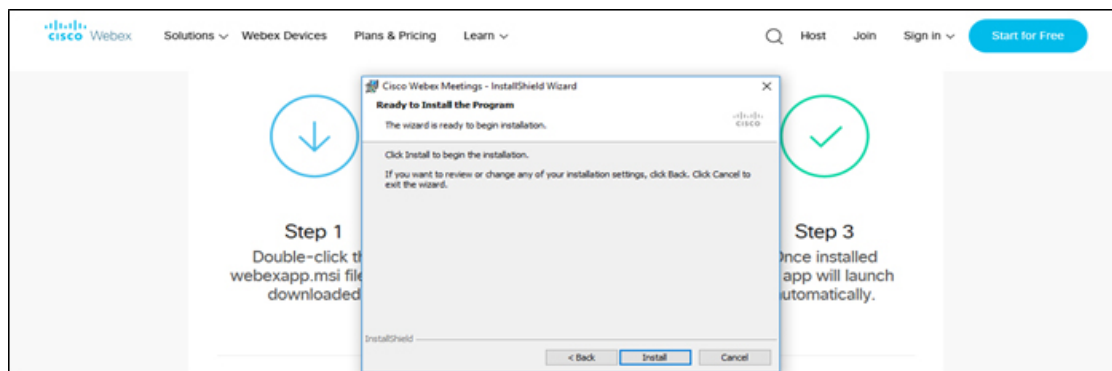 cisco Webex Solutions Webex Devices Plans & Pricing Learn Host Join Sign in Start for Free
Cisco Webex Meetings - InstallShield Wizard
Ready to Install the Program
The wizard is ready to begin installation.
cisco
Click Install to begin the installation.
If you want to review or change any of your installation settings, click Back. Click Cancel to
exit the wizard.
InstallShield
< Back Install Cancel
Step 1
Double-click
webexapp.msi file
downloaded
Step 3
installed
app will launch
automatically.